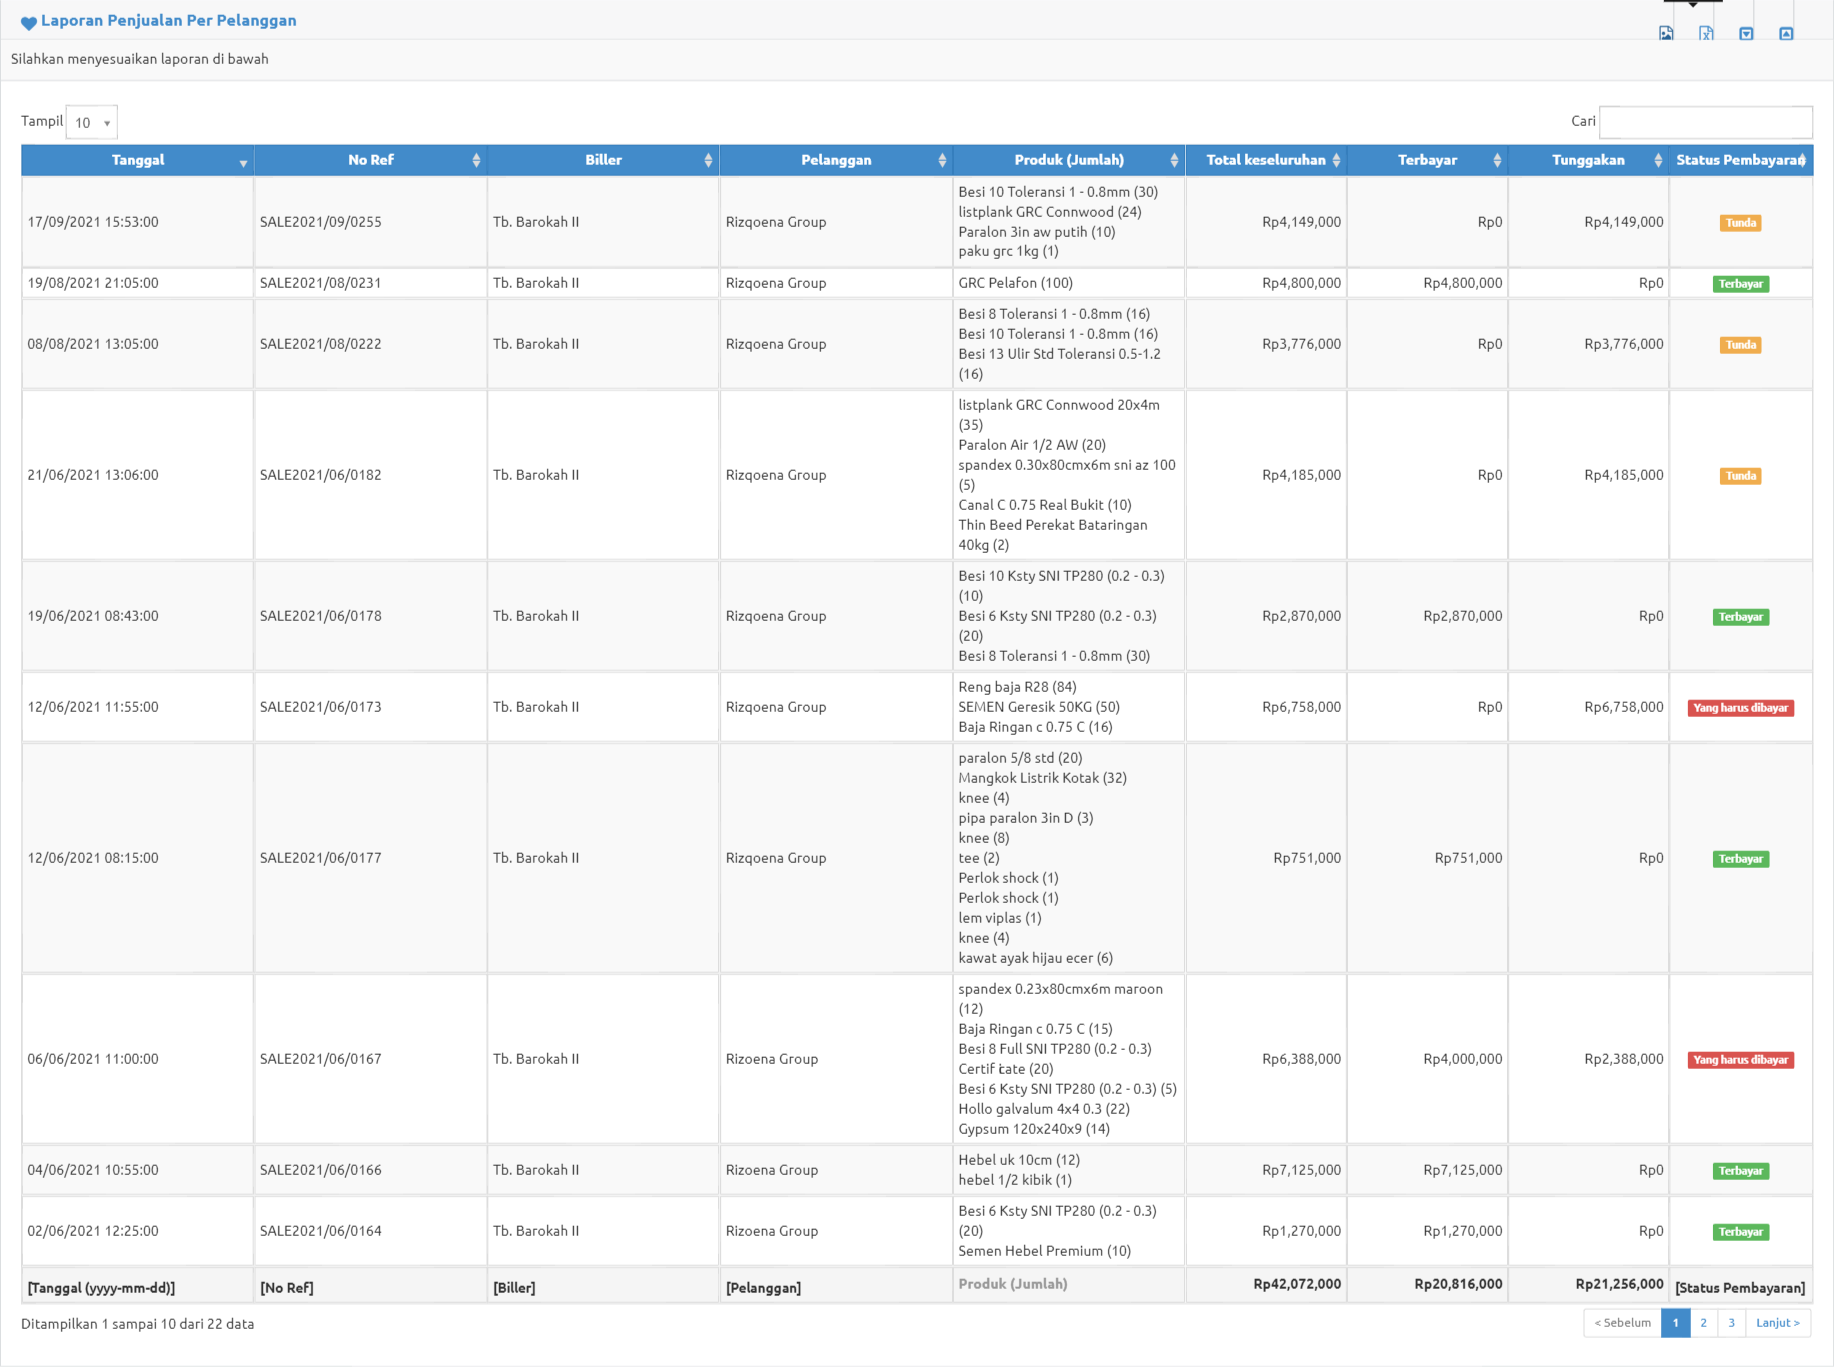 Laporan Penjualan Per Pelanggan
Silahkan menyesuaikan laporan di bawah
Tampil 10 Cari
Tanggal No Ref Biller Pelanggan Produk (Jumlah) Total keseluruhan Terbayar Tunggakan Status Pembayaran
17/09/2021 15:53:00 SALE2021/09/0255 Tb. Barokah II Rizqoena Group Besi 10 Toleransi 1 - 0.8mm (30)
listplank GRC Connwood (24)
Paralon 3in aw putih (10)
paku grc 1kg (1) Rp4,149,000 Rp0 Rp4,149,000 Tunda
19/08/2021 21:05:00 SALE2021/08/0231 Tb. Barokah II Rizqoena Group GRC Pelafon (100) Rp4,800,000 Rp4,800,000 Rp0 Terbayar
08/08/2021 13:05:00 SALE2021/08/0222 Tb. Barokah II Rizqoena Group Besi 8 Toleransi 1 - 0.8mm (16)
Besi 10 Toleransi 1 - 0.8mm (16)
Besi 13 Ulir Std Toleransi 0.5-1.2
(16) Rp3,776,000 Rp0 Rp3,776,000 Tunda
21/06/2021 13:06:00 SALE2021/06/0182 Tb. Barokah II Rizqoena Group listplank GRC Connwood 20x4m
(35)
Paralon Air 1/2 AW (20)
spandex 0.30x80cmx6m sni az 100
(5)
Canal C 0.75 Real Bukit (10)
Thin Beed Perekat Bataringan
40kg (2) Rp4,185,000 Rp0 Rp4,185,000 Tunda
19/06/2021 08:43:00 SALE2021/06/0178 Tb. Barokah II Rizqoena Group Besi 10 Ksty SNI TP280 (0.2 - 0.3)
(10)
Besi 6 Ksty SNI TP280 (0.2 - 0.3)
(20)
Besi 8 Toleransi 1 - 0.8mm (30) Rp2,870,000 Rp2,870,000 Rp0 Terbayar
12/06/2021 11:55:00 SALE2021/06/0173 Tb. Barokah II Rizqoena Group Reng baja R28 (84)
SEMEN Geresik 50KG (50)
Baja Ringan c 0.75 C (16) Rp6,758,000 Rp0 Rp6,758,000 Yang harus dibayar
12/06/2021 08:15:00 SALE2021/06/0177 Tb. Barokah II Rizqoena Group paralon 5/8 std (20)
Mangkok Listrik Kotak (32)
knee (4)
pipa paralon 3in D (3)
knee (8)
tee (2)
Perlok shock (1)
Perlok shock (1)
lem viplas (1)
knee (4)
kawat ayak hijau ecer (6) Rp751,000 Rp751,000 Rp0 Terbayar
06/06/2021 11:00:00 SALE2021/06/0167 Tb. Barokah II Rizoena Group spandex 0.23x80cmx6m maroon
(12)
Baja Ringan c 0.75 C (15)
Besi 8 Full SNI TP280 (0.2 - 0.3)
(20)
Besi 6 Ksty SNI TP280 (0.2 - 0.3) (5)
Hollo galvalum 4x4 0.3 (22)
Gypsum 120x240x9 (14) Rp6,388,000 Rp4,000,000 Rp2,388,000 Yang harus dibayar
04/06/2021 10:55:00 SALE2021/06/0166 Tb. Barokah II Rizoena Group Hebel uk 10cm (12)
hebel 1/2 kibik (1) Rp7,125,000 Rp7,125,000 Rp0 Terbayar
02/06/2021 12:25:00 SALE2021/06/0164 Tb. Barokah II Rizoena Group Besi 6 Ksty SNI TP280 (0.2 - 0.3)
(20)
Semen Hebel Premium (10) Rp1,270,000 Rp1,270,000 Rp0 Terbayar
[Tanggal (yyyy-mm-dd)] [No Ref] [Biller] [Pelanggan] Produk (Jumlah) Rp42,072,000 Rp20,816,000 Rp21,256,000 [Status Pembayaran]
Ditampilkan 1 sampai 10 dari 22 data < Sebelum 1 2 3 Lanjut >